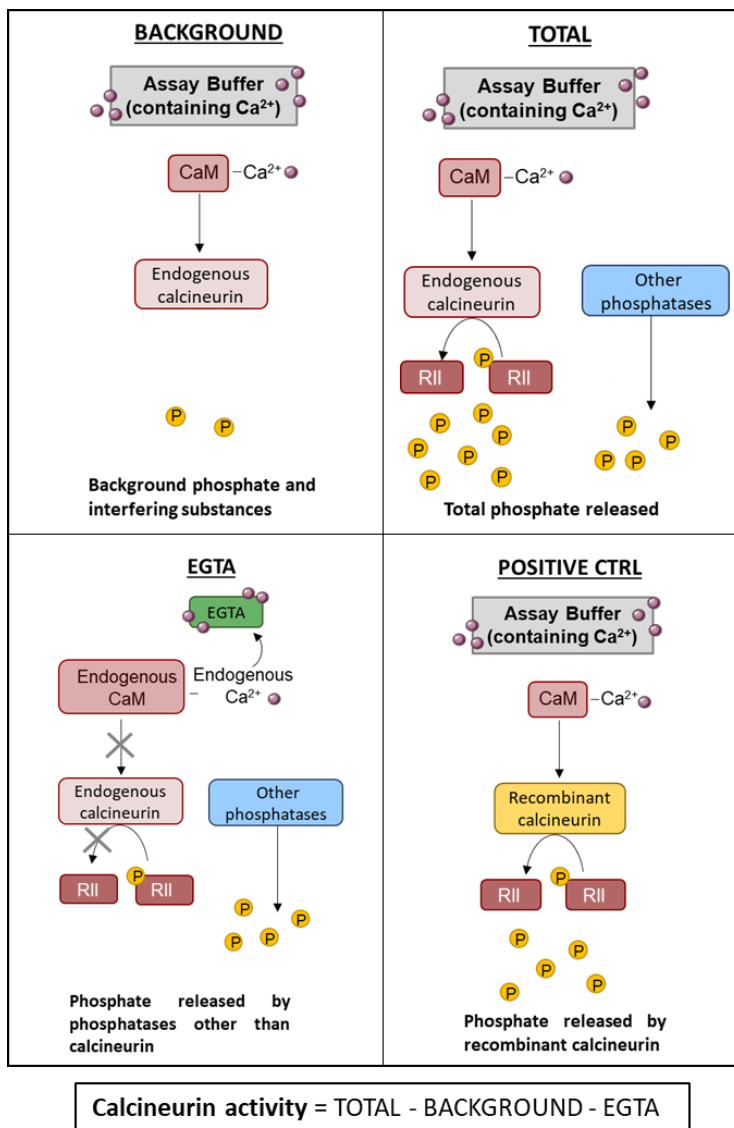 BACKGROUND
Assay Buffer
(containing Ca²⁺)
CaM
–Ca²⁺
Endogenous
calcineurin
P
P
Background phosphate and
interfering substances
TOTAL
Assay Buffer
(containing Ca²⁺)
CaM
–Ca²⁺
Endogenous
calcineurin
Other
phosphatases
P
RII
RII
P
P
P
P
P
P
P
P
P
P
P
P
Total phosphate released
EGTA
EGTA
Endogenous
CaM
–
Endogenous
Ca²⁺
Endogenous
calcineurin
Other
phosphatases
P
RII
RII
P
P
P
P
Phosphate released by
phosphatases other than
calcineurin
POSITIVE CTRL
Assay Buffer
(containing Ca²⁺)
CaM
–Ca²⁺
Recombinant
calcineurin
P
RII
RII
P
P
P
P
P
Phosphate released by
recombinant calcineurin
Calcineurin activity = TOTAL - BACKGROUND - EGTA